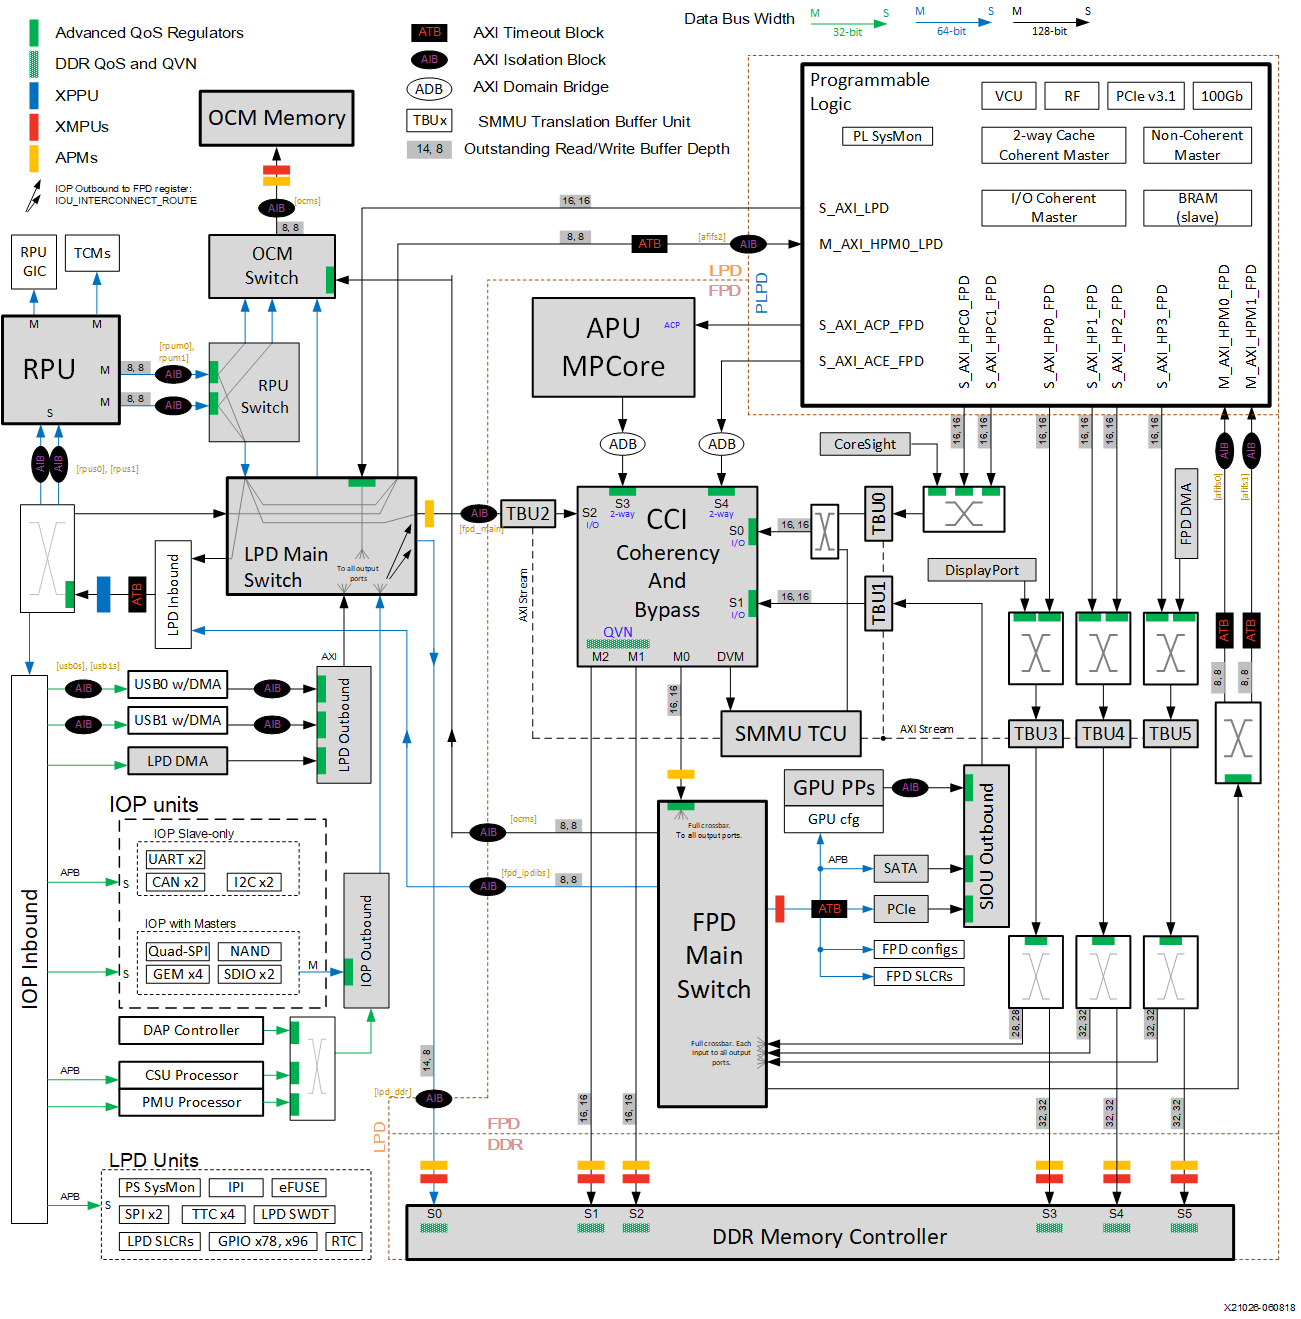 Data Bus Width
M S
32-bit
M S
64-bit
M S
128-bit
Advanced QoS Regulators
DDR QoS and QVN
XPPU
XMPUs
APMs
IOP Outbound to FPD register:
IOU_INTERCONNECT_ROUTE
ATB AXI Timeout Block
AIB AXI Isolation Block
ADB AXI Domain Bridge
TBUx SMMU Translation Buffer Unit
14, 8 Outstanding Read/Write Buffer Depth
OCM Memory
AIB [ocms]
8, 8
OCM
Switch
RPU
GIC
TCMs
M M
RPU
M
M
S
8, 8
8, 8
[rpum0],
rpum1]
AIB
AIB
RPU
Switch
AIB AIB
[rpus0], [rpus1]
16, 16
8, 8
ATB
[afifs2]
AIB
LPD
FPD
PLPD
Programmable
Logic
VCU
RF
PCIe v3.1
100Gb
PL SysMon
2-way Cache
Coherent Master
Non-Coherent
Master
I/O Coherent
Master
BRAM
(slave)
S_AXI_LPD
M_AXI_HPM0_LPD
S_AXI_ACP_FPD
S_AXI_ACE_FPD
S_AXI_HPC0_FPD
S_AXI_HPC1_FPD
S_AXI_HP0_FPD
S_AXI_HP1_FPD
S_AXI_HP2_FPD
S_AXI_HP3_FPD
M_AXI_HPM0_FPD
M_AXI_HPM1_FPD
APU
MPCore
ACP
ADB
ADB
16, 16
16, 16
16, 16
16, 16
16, 16
16, 16
AIB
AIB
[afifs0]
[afifs1]
CoreSight
FPD DMA
DisplayPort
LPD Main
Switch
To all output
ports
AIB
[fpd_main]
TBU2
S2
I/O
S3
2-way
S4
2-way
CCI
Coherency
And
Bypass
S0
I/O
S1
I/O
QVN
M2 M1 M0 DVM
16, 16
16, 16
TBU0
TBU1
AXI Stream
LPD Inbound
ATB
AXI
[usb0s], [usb1s]
AIB
USB0 w/DMA
AIB
AIB
USB1 w/DMA
AIB
LPD DMA
LPD Outbound
16, 16
SMMU TCU
AXI Stream
TBU3
TBU4
TBU5
ATB
ATB
8, 8
8, 8
IOP units
IOP Slave-only
UART x2
CAN x2
I2C x2
IOP with Masters
Quad-SPI
NAND
GEM x4
SDIO x2
APB
S
S
M
IOP Inbound
IOP Outbound
DAP Controller
CSU Processor
PMU Processor
APB
[ocms]
AIB
8, 8
[fpd_lpdibs]
AIB
8, 8
Full crossbar.
To all output ports.
FPD
Main
Switch
Full crossbar. Each
input to all output
ports.
GPU PPs
GPU cfg
AIB
APB
SATA
ATB
PCIe
FPD configs
FPD SLCRs
SIOU Outbound
28, 28
32, 32
32, 32
14, 8
[lpd_ddr]
AIB
16, 16
16, 16
32, 32
32, 32
32, 32
LPD
FPD
DDR
LPD Units
PS SysMon
IPI
eFUSE
SPI x2
TTC x4
LPD SWDT
LPD SLCRs
GPIO x78, x96
RTC
APB
S
S0 S1 S2 S3 S4 S5
DDR Memory Controller
X21026-060818